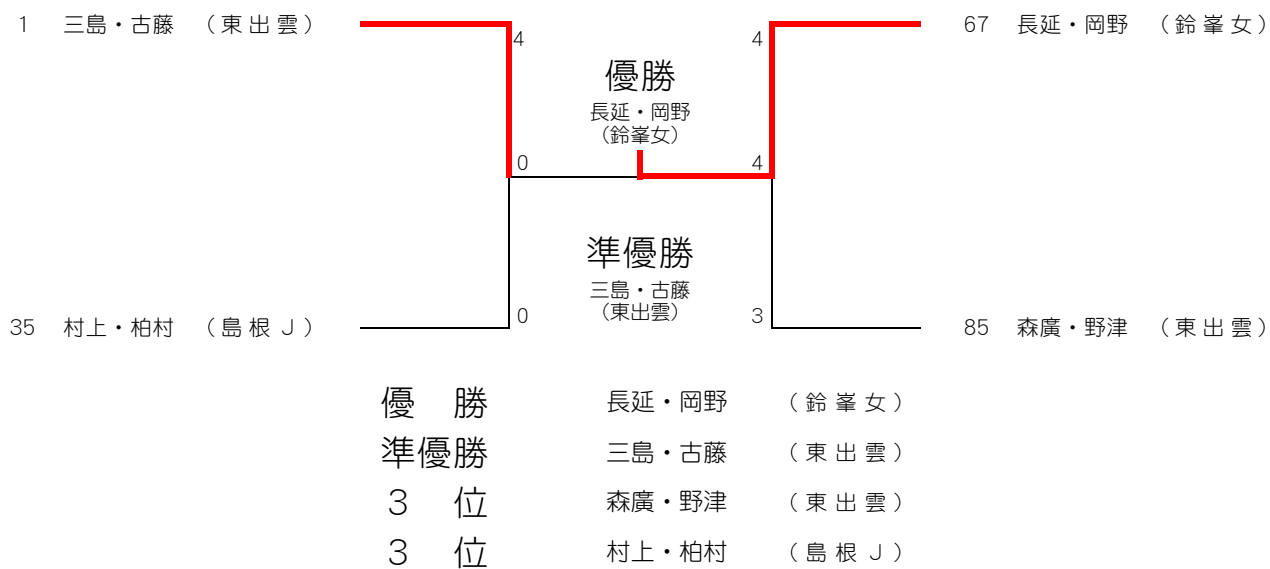 1 三島・古藤 （東出雲） 67 長延・岡野 （鈴峯女）
4 4
優勝
長延・岡野
（鈴峯女）
0 4
準優勝
三島・古藤
（東出雲）
0 3
35 村上・柏村 （島根Ｊ） 85 森廣・野津 （東出雲）
優　勝 長延・岡野 （鈴峯女）
準優勝 三島・古藤 （東出雲）
３　位 森廣・野津 （東出雲）
３　位 村上・柏村 （島根Ｊ）